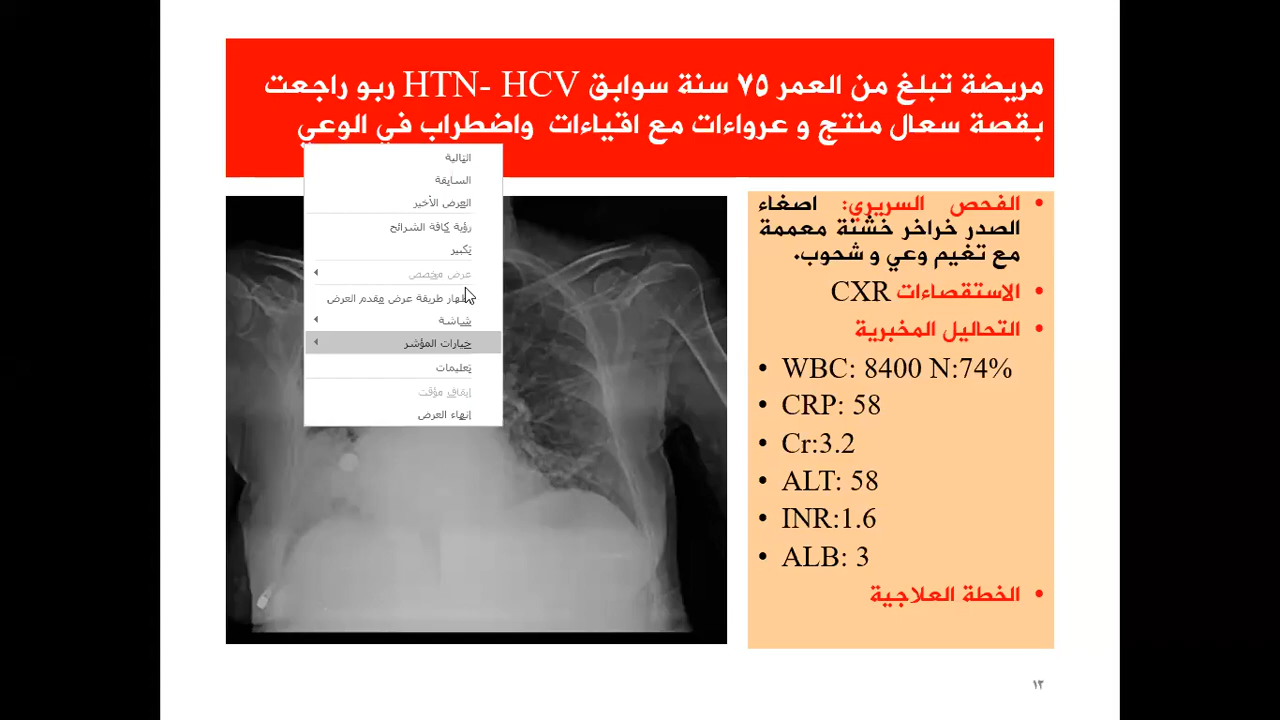 مريضة تبلغ من العمر ٧٥ سنة سوابق HTN- HCV ربو راجعت
بقصة سعال منتج و عرواءات مع اقياءات واضطراب في الوعي
التالية
السابقة
العرض الأخير
رؤية كافة الشرائح
تكبير
عرض مخصص
طريقة عرض مقدم العرض
شاشة
خيارات المؤشر
تعليمات
إيقاف مؤقت
إنهاء العرض
• الفحص السريري: اصغاء
الصدر خراخر خشنة معممة
مع تغيم وعي و شحوب.
• الاستقصاءات CXR
• التحاليل المخبرية
• WBC: 8400 N:74%
• CRP: 58
• Cr:3.2
• ALT: 58
• INR:1.6
• ALB: 3
• الخطة العلاجية
١٢